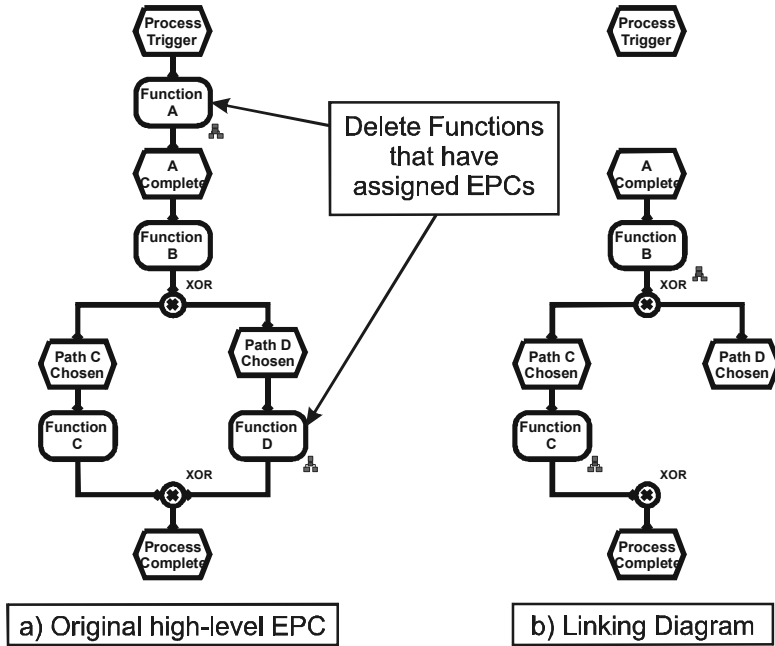 Process
Trigger
Function
A
A
Complete
Function
B
XOR
Path C
Chosen
Path D
Chosen
Function
C
Function
D
XOR
Process
Complete
Delete Functions
that have
assigned EPCs
a) Original high-level EPC
Process
Trigger
A
Complete
Function
B
XOR
Path C
Chosen
Path D
Chosen
Function
C
XOR
Process
Complete
b) Linking Diagram